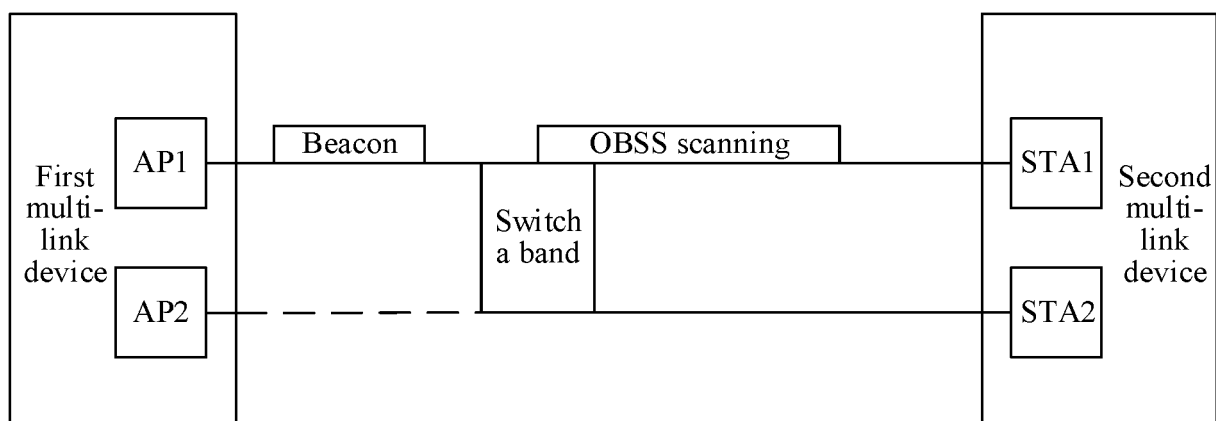 First
multi-
link
device
AP1
AP2
Beacon
OBSS scanning
Switch
a band
STA1
STA2
Second
multi-
link
device